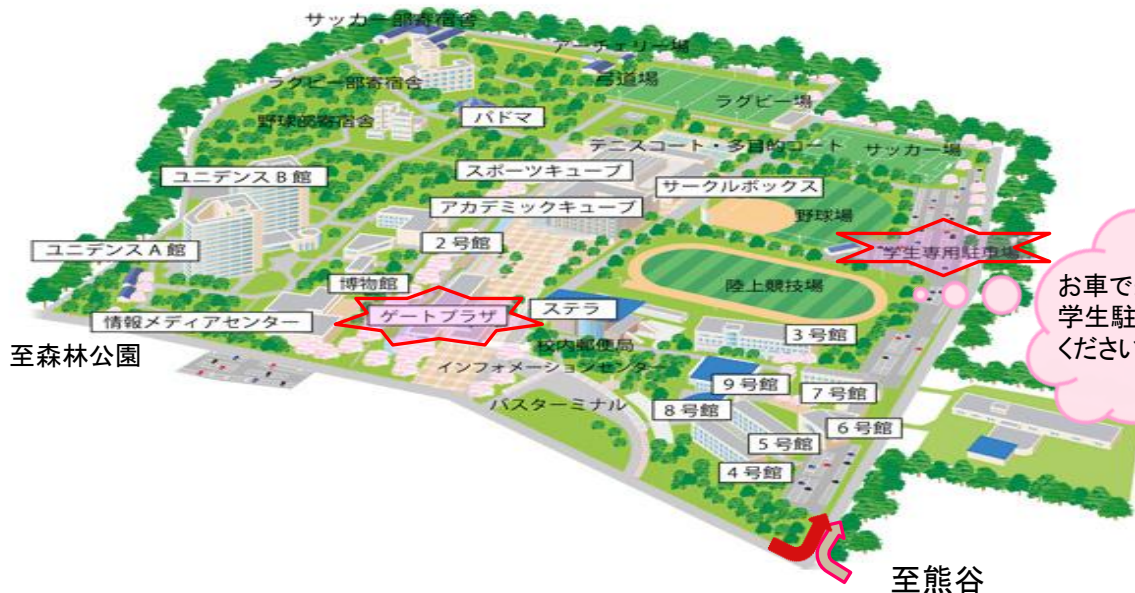 サッカー部寄宿舎
アーチェリー場
ラグビー部寄宿舎
弓道場
ラグビー場
野球部寄宿舎
パドマ
テニスコート・多目的コート
サッカー場
ユニデンスB館
スポーツキューブ
サークルボックス
アカデミックキューブ
野球場
ユニデンスA館
2号館
学生専用駐車場
博物館
陸上競技場
お車で
学生駐
ください
情報メディアセンター
ゲートプラザ
ステラ
3号館
校内郵便局
至森林公園
インフォメーションセンター
9号館
7号館
バスターミナル
8号館
6号館
5号館
4号館
至熊谷